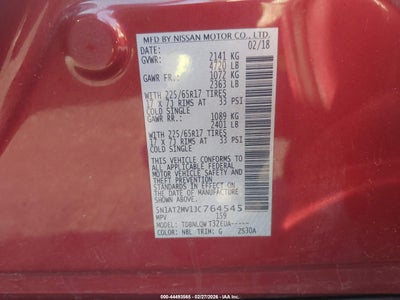 MFD BY NISSAN MOTOR CO., LTD.
DATE: 02/18
GVWR: 2141 KG
4720 LB
GAWR FR.: 1072 KG
2363 LB
WITH 225/65R17 TIRES
17 x 7J RIMS AT 33 PSI
COLD SINGLE
GAWR RR.: 1089 KG
2401 LB
WITH 225/65R17 TIRES
17 x 7J RIMS AT 33 PSI
COLD SINGLE
THIS VEHICLE CONFORMS TO
ALL APPLICABLE FEDERAL
MOTOR VEHICLE SAFETY
AND THEFT PREVENTION
STANDARDS IN EFFECT ON
THE DATE OF MANUFACTURE
SHOWN ABOVE.
5N1AT2MV1JC764545
MPV 159
COLOR: NBL TRIM: G 2530A
ID: 44493565 - 02/27/2026 - IAA Inc.